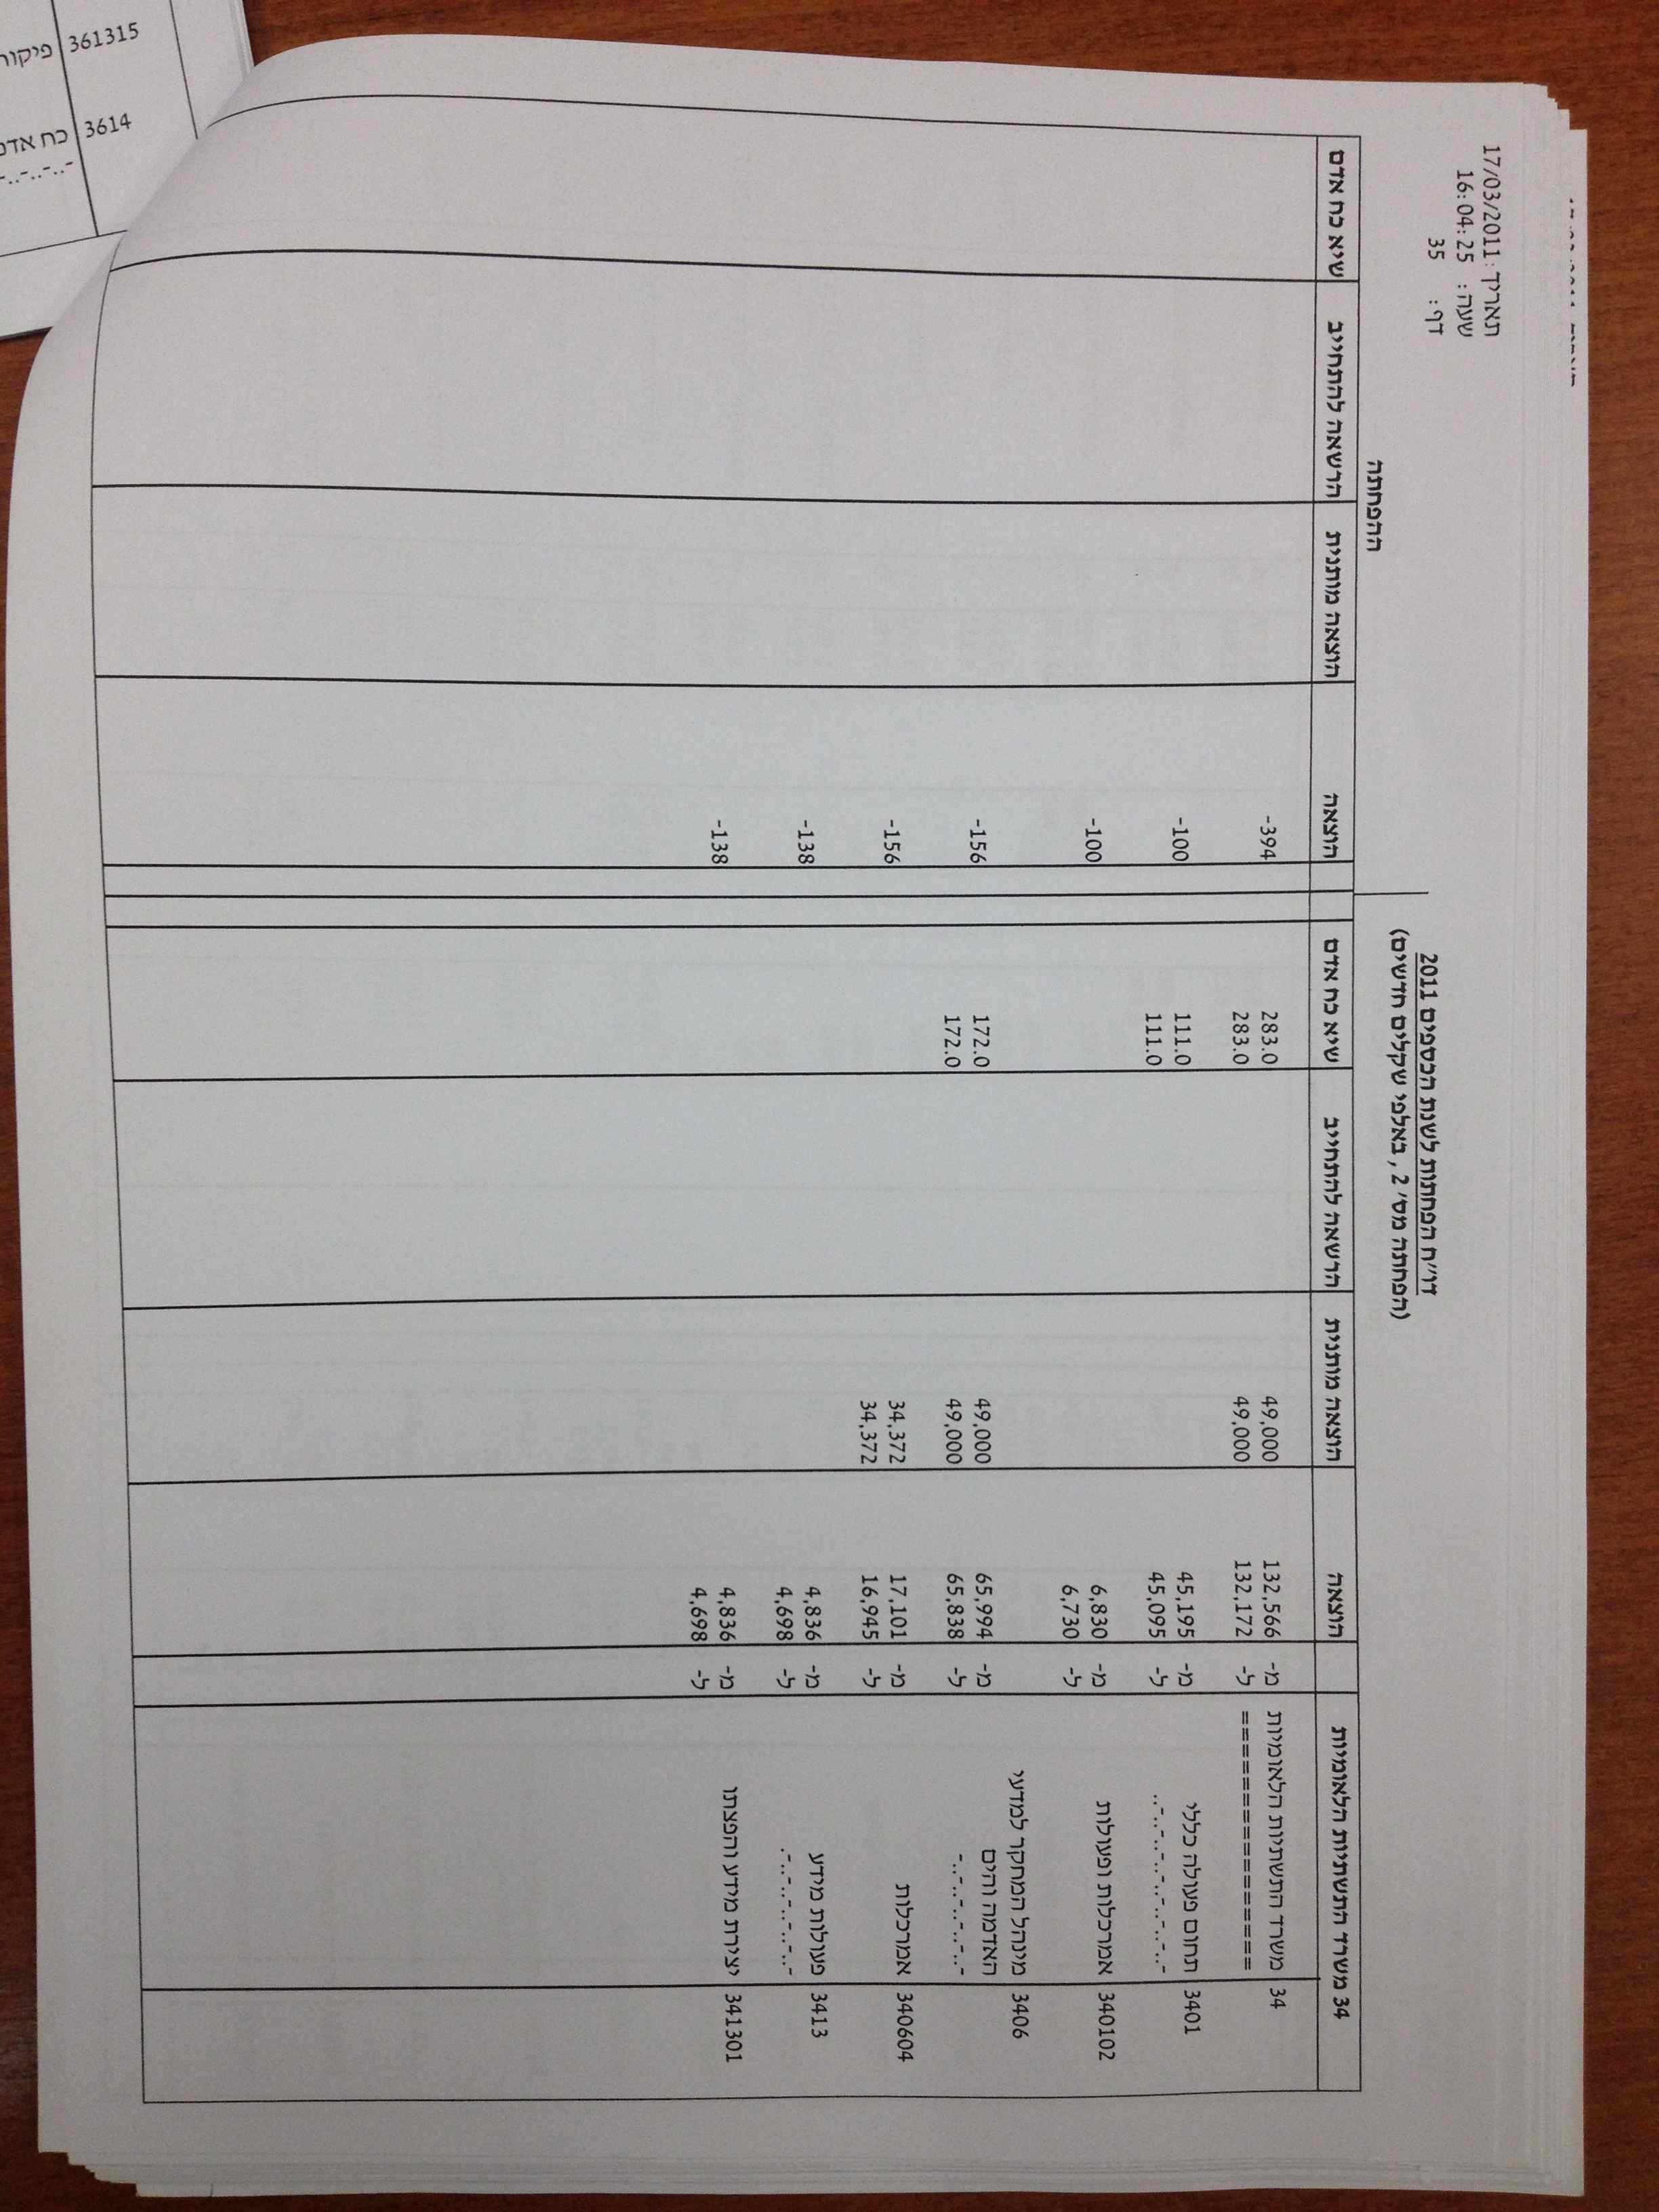 תאריך: 17/03/2011
שעה: 16:04:25
דף: 35
דו"ח הפחתות לשנת הכספים 2011
(הפחתה מס' 2, באלפי שקלים חדשים)
ההפחתה
34 משרד התשתיות הלאומיות הוצאה הוצאה מותנית הרשאה להתחייב שיא כח אדם הוצאה הוצאה מותנית הרשאה להתחייב שיא כח אדם
34 משרד התשתיות הלאומיות מ- 132,566 49,000 283.0 -394
================ ל- 132,172 49,000 283.0
3401 תחום פעולה כללי מ- 45,195 111.0 -100
-..-..-..-..-..-..-.. ל- 45,095 111.0
340102 אמרכלות ופעולות מ- 6,830 -100
ל- 6,730
3406 מינהל המחקר למדעי
האדמה והים מ- 65,994 49,000 172.0 -156
-..-..-..-..-..- ל- 65,838 49,000 172.0
340604 אמרכלות מ- 17,101 34,372 -156
ל- 16,945 34,372
3413 פעולות מידע מ- 4,836 -138
-..-..-..-..-..-. ל- 4,698
341301 יצירת מידע והפצתו מ- 4,836 -138
ל- 4,698
361315 פיקוח
3614 כח אדם
-..-..-..-